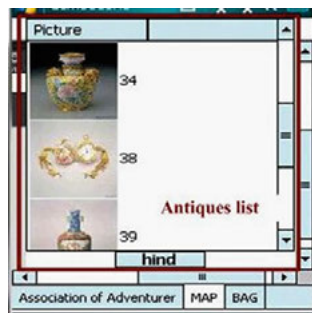 Picture
34
38
Antiques list
39
hind
Association of Adventurer MAP BAG